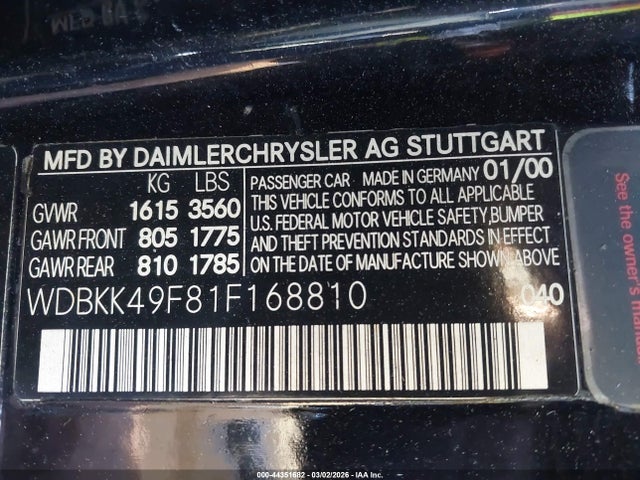 MFD BY DAIMLERCHRYSLER AG STUTTGART
KG LBS
GVWR 1615 3560
GAWR FRONT 805 1775
GAWR REAR 810 1785
PASSENGER CAR MADE IN GERMANY 01/00
THIS VEHICLE CONFORMS TO ALL APPLICABLE
U.S. FEDERAL MOTOR VEHICLE SAFETY, BUMPER
AND THEFT PREVENTION STANDARDS IN EFFECT
ON THE DATE OF MANUFACTURE SHOWN ABOVE
WDBKK49F81F168810 040
See the owner's
000-44351682 - 03/02/2026 - IAA Inc.